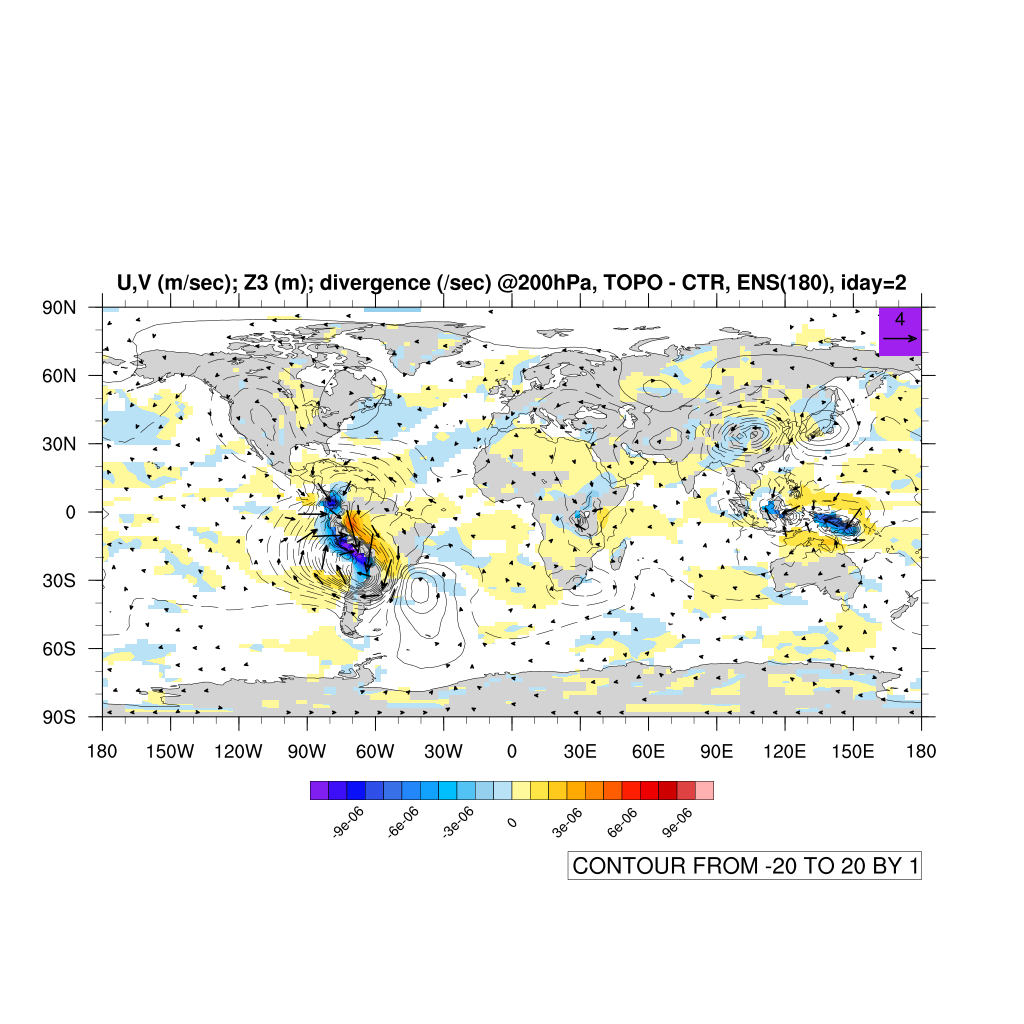 U,V (m/sec); Z3 (m); divergence (/sec) @200hPa, TOPO - CTR, ENS(180), iday=2
4
90N
60N
30N
0
30S
60S
90S
180 150W 120W 90W 60W 30W 0 30E 60E 90E 120E 150E 180
-9e-06 -6e-06 -3e-06 0 3e-06 6e-06 9e-06
CONTOUR FROM -20 TO 20 BY 1